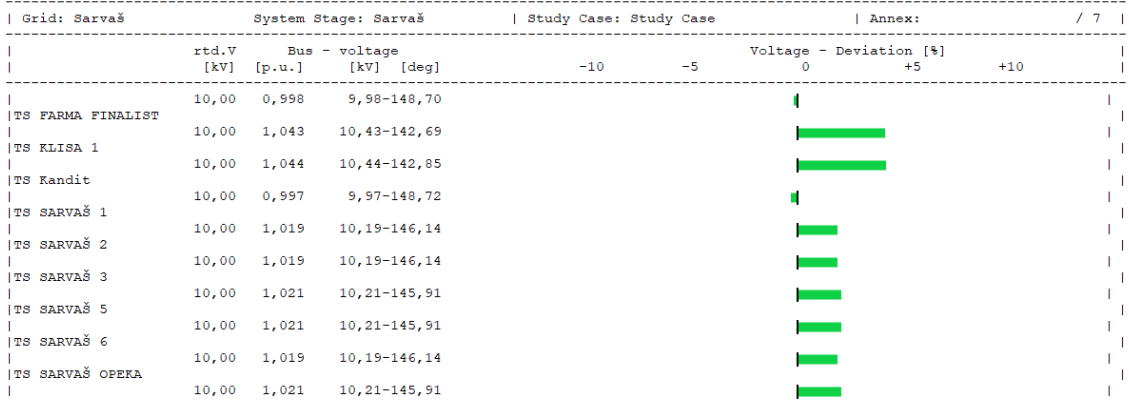 | Grid: Sarvaš System Stage: Sarvaš | Study Case: Study Case | Annex: / 7 |
| rtd.V Bus - voltage Voltage - Deviation [%] |
| [kV] [p.u.] [kV] [deg] -10 -5 0 +5 +10 |
| 10,00 0,998 9,98-148,70 |
|TS FARMA FINALIST |
| 10,00 1,043 10,43-142,69 |
|TS KLISA 1 |
| 10,00 1,044 10,44-142,85 |
|TS Kandit |
| 10,00 0,997 9,97-148,72 |
|TS SARVAŠ 1 |
| 10,00 1,019 10,19-146,14 |
|TS SARVAŠ 2 |
| 10,00 1,019 10,19-146,14 |
|TS SARVAŠ 3 |
| 10,00 1,021 10,21-145,91 |
|TS SARVAŠ 5 |
| 10,00 1,021 10,21-145,91 |
|TS SARVAŠ 6 |
| 10,00 1,019 10,19-146,14 |
|TS SARVAŠ OPEKA |
| 10,00 1,021 10,21-145,91 |